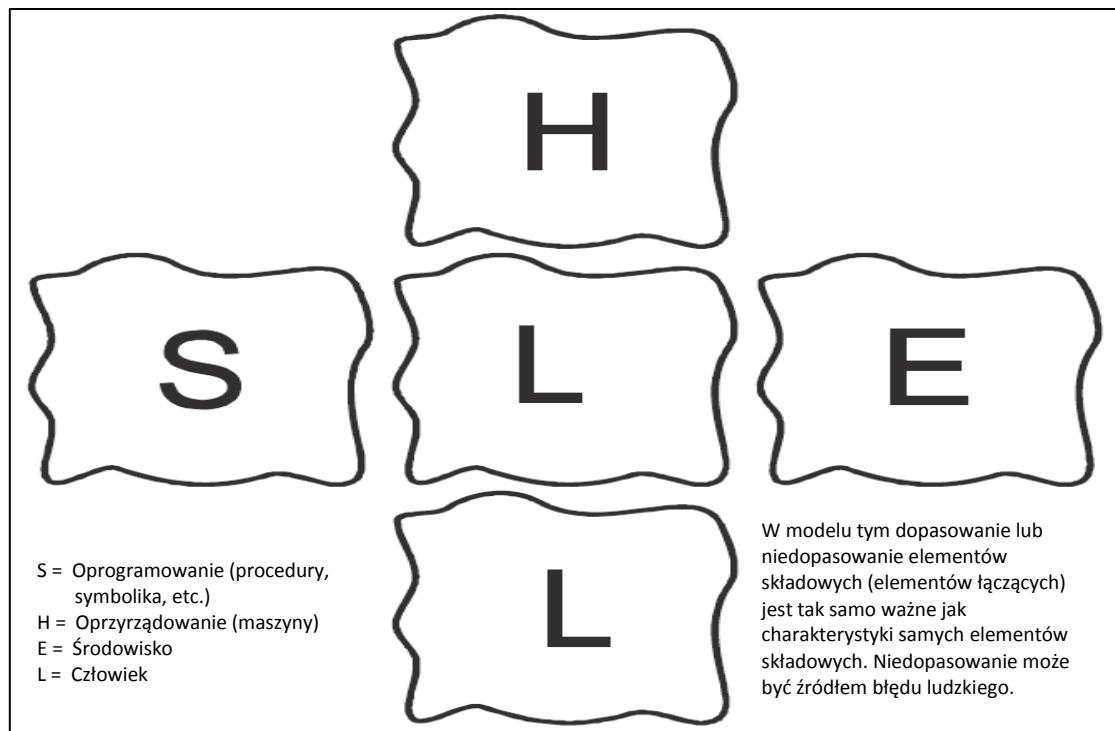 H
S
L
E
L
S = Oprogramowanie (procedury,
symbolika, etc.)
H = Oprzyrządowanie (maszyny)
E = Środowisko
L = Człowiek
W modelu tym dopasowanie lub
niedopasowanie elementów
składowych (elementów łączących)
jest tak samo ważne jak
charakterystyki samych elementów
składowych. Niedopasowanie może
być źródłem błędu ludzkiego.